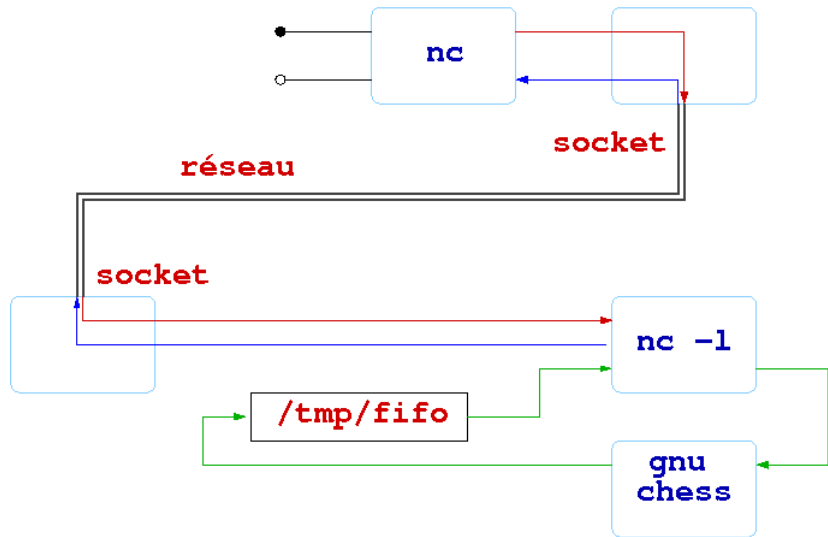 nc
socket
réseau
socket
nc –l
/tmp/fifo
gnu
chess